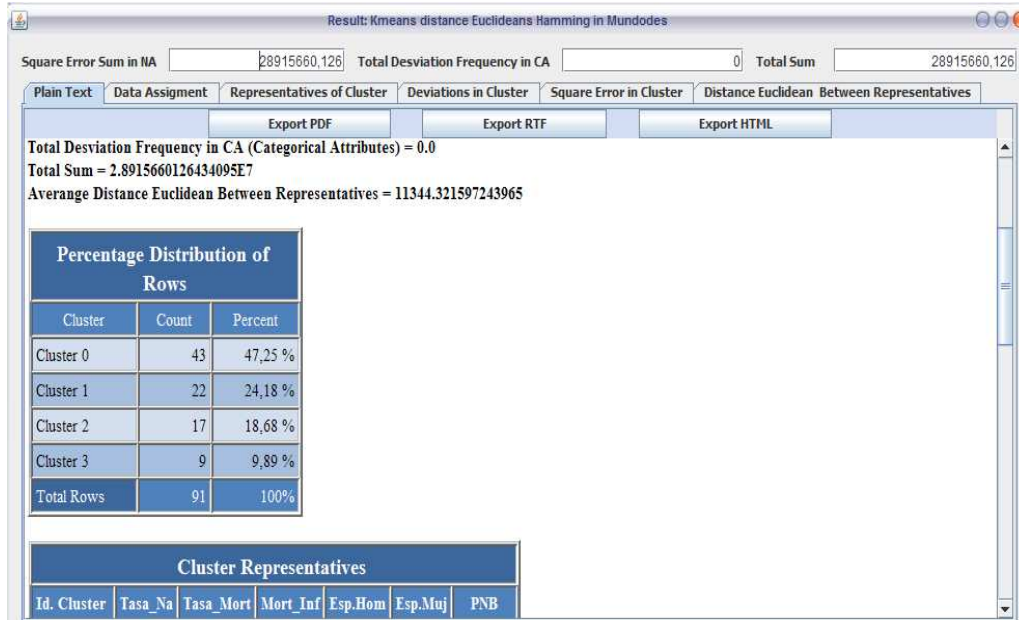 Result: Kmeans distance Euclideans Hamming in Mundodes
Square Error Sum in NA 28915660,126 Total Desviation Frequency in CA 0 Total Sum 28915660,126
Plain Text Data Assigment Representatives of Cluster Deviations in Cluster Square Error in Cluster Distance Euclidean Between Representatives
Export PDF Export RTF Export HTML
Total Desviation Frequency in CA (Categorical Attributes) = 0.0
Total Sum = 2.8915660126434095E7
Averange Distance Euclidean Between Representatives = 11344.321597243965
Percentage Distribution of
Rows
Cluster Count Percent
Cluster 0 43 47,25 %
Cluster 1 22 24,18 %
Cluster 2 17 18,68 %
Cluster 3 9 9,89 %
Total Rows 91 100%
Cluster Representatives
Id. Cluster Tasa_Na Tasa_Mort Mort_Inf Esp.Hom Esp.Muj PNB